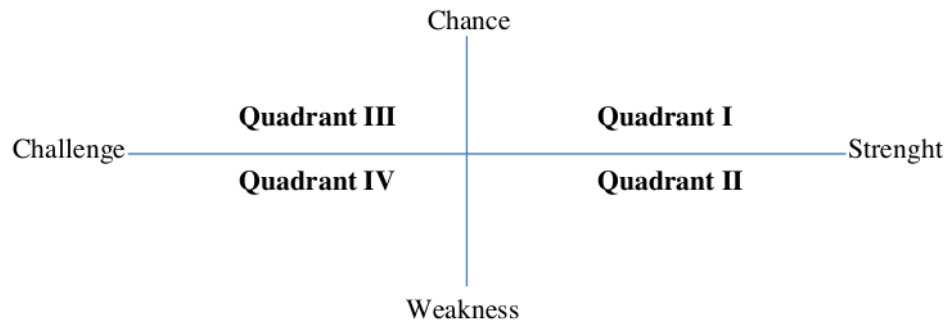 Chance
Quadrant III
Quadrant I
Challenge
Strenght
Quadrant IV
Quadrant II
Weakness